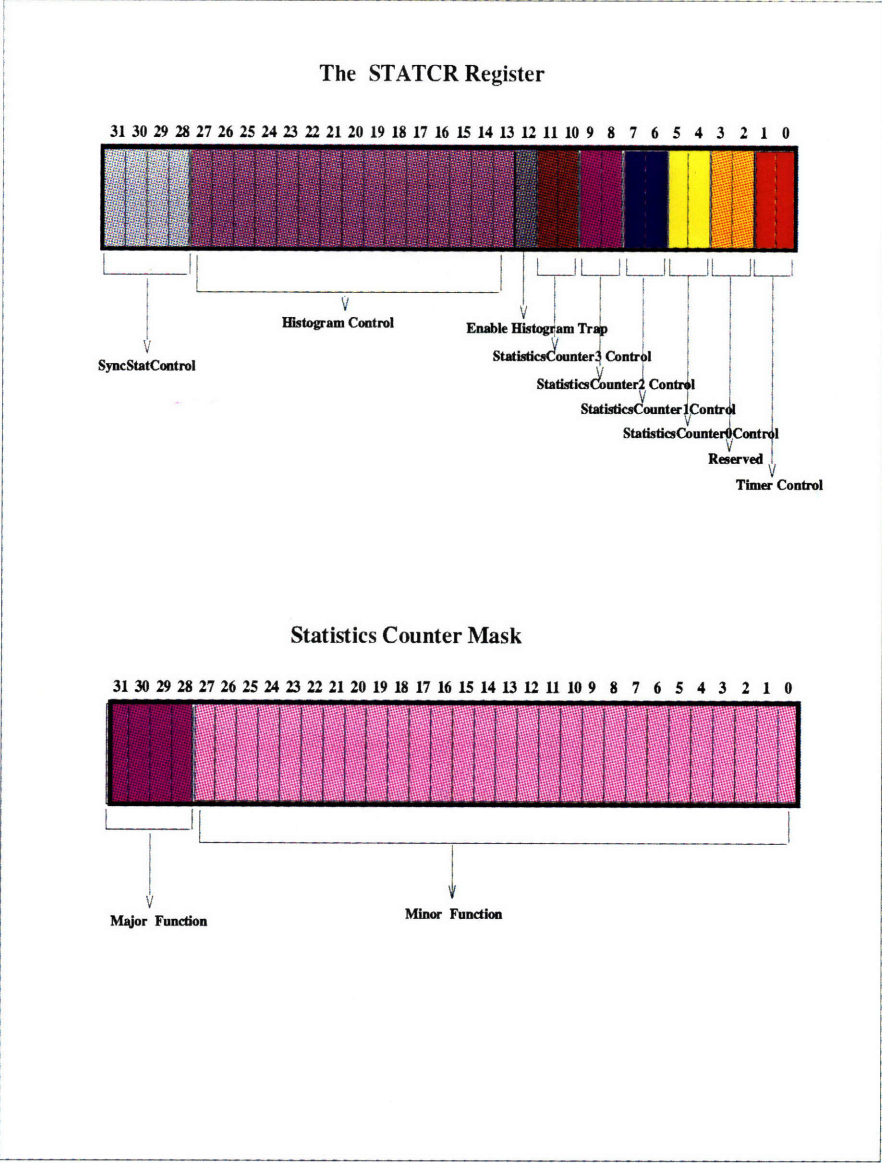 The STATCR Register
31 30 29 28 27 26 25 24 23 22 21 20 19 18 17 16 15 14 13 12 11 10 9 8 7 6 5 4 3 2 1 0
Histogram Control
Enable Histogram Trap
StatisticsCounter3 Control
SyncStatControl
StatisticsCounter2 Control
StatisticsCounter1Control
StatisticsCounter0Control
Reserved
Timer Control
Statistics Counter Mask
31 30 29 28 27 26 25 24 23 22 21 20 19 18 17 16 15 14 13 12 11 10 9 8 7 6 5 4 3 2 1 0
Minor Function
Major Function